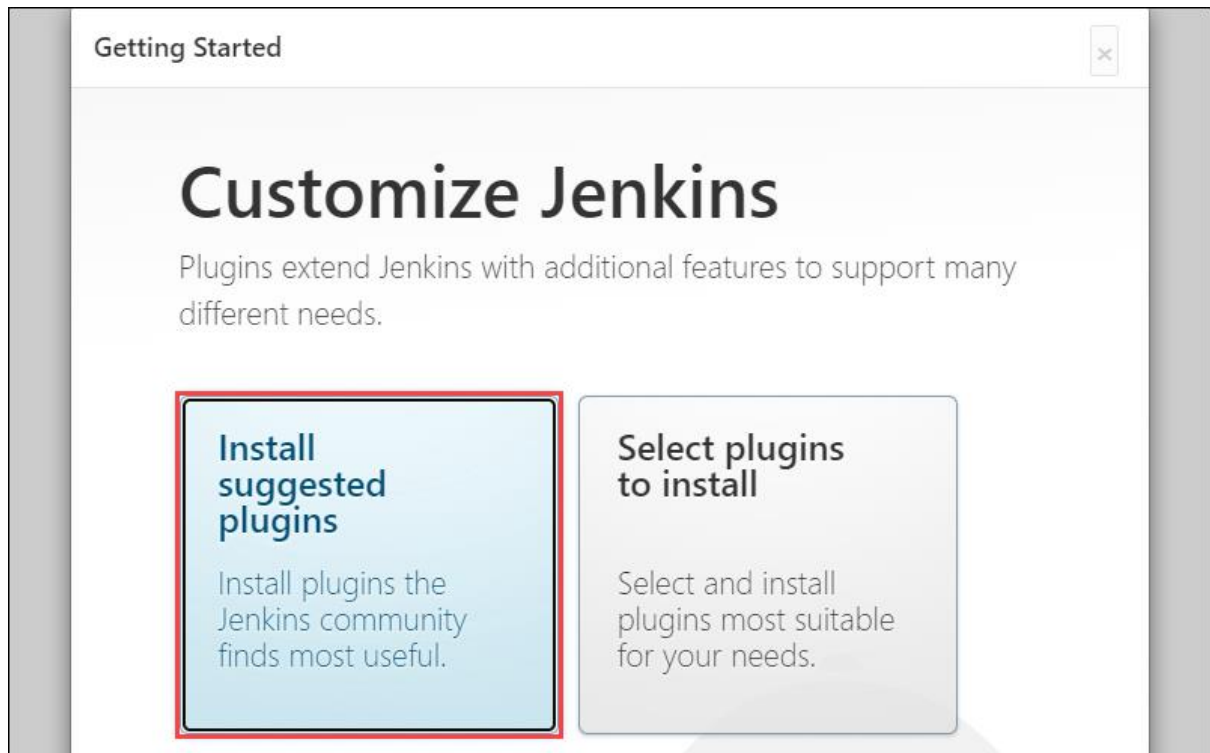 Getting Started
×
Customize Jenkins
Plugins extend Jenkins with additional features to support many
different needs.
Install
suggested
plugins
Install plugins the
Jenkins community
finds most useful.
Select plugins
to install
Select and install
plugins most suitable
for your needs.